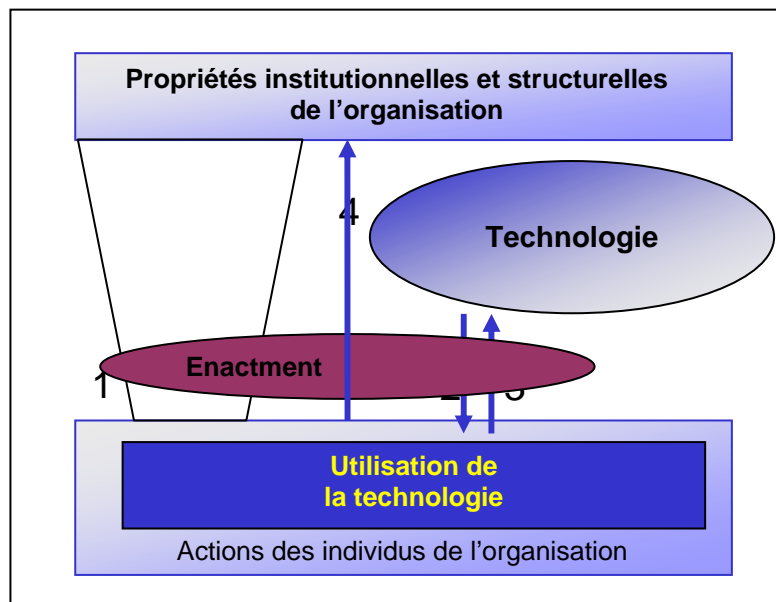 Propriétés institutionnelles et structurelles
de l’organisation
4
Technologie
Enactment
1
Utilisation de
la technologie
Actions des individus de l’organisation